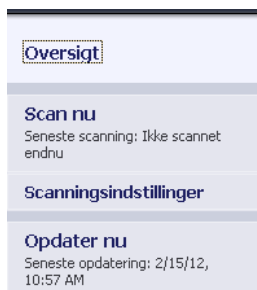 Oversigt
Scan nu
Seneste scanning: Ikke scannet
endnu
Scanningsindstillinger
Opdater nu
Seneste opdatering: 2/15/12,
10:57 AM